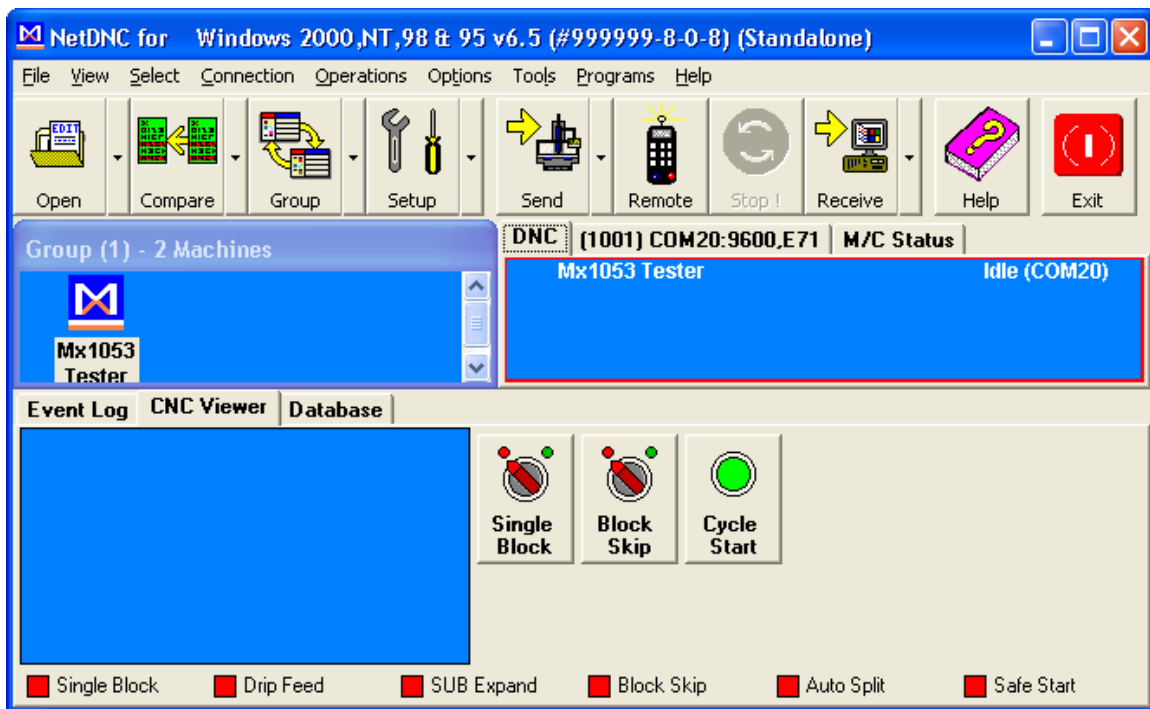 NetDNC for Windows 2000,NT,98 & 95 v6.5 (#999999-8-0-8) (Standalone)
File View Select Connection Operations Options Tools Programs Help
EDIT
Open Compare Group Setup Send Remote Stop ! Receive Help Exit
Group (1) - 2 Machines
DNC (1001) COM20:9600,E71 M/C Status
Mx1053 Tester Idle (COM20)
Mx1053
Tester
Event Log CNC Viewer Database
Single
Block
Block
Skip
Cycle
Start
Single Block Drip Feed SUB Expand Block Skip Auto Split Safe Start